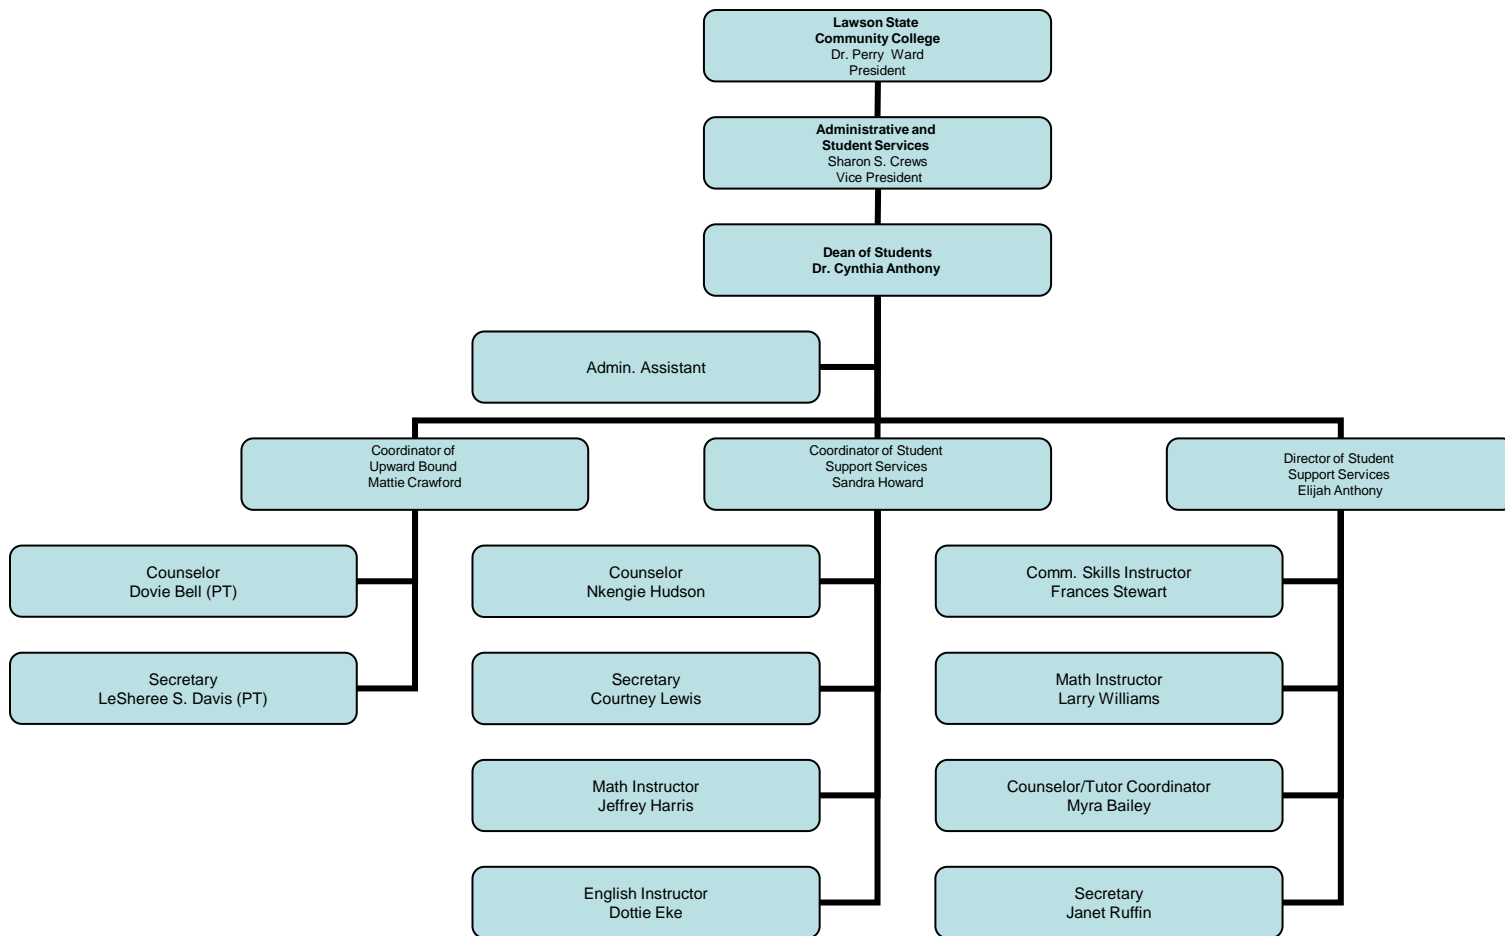 Lawson State
Community College
Dr. Perry  Ward
President
Administrative and
Student Services
Sharon S. Crews
Vice President
Dean of Students
Dr. Cynthia Anthony
Admin. Assistant
Coordinator of
Upward Bound
Mattie Crawford
Coordinator of Student
Support Services
Sandra Howard
Director of Student
Support Services
Elijah Anthony
Counselor
Dovie Bell (PT)
Secretary
LeSheree S. Davis (PT)
Counselor
Nkengie Hudson
Secretary
Courtney Lewis
Math Instructor
Jeffrey Harris
English Instructor
Dottie Eke
Comm. Skills Instructor
Frances Stewart
Math Instructor
Larry Williams
Counselor/Tutor Coordinator
Myra Bailey
Secretary
Janet Ruffin